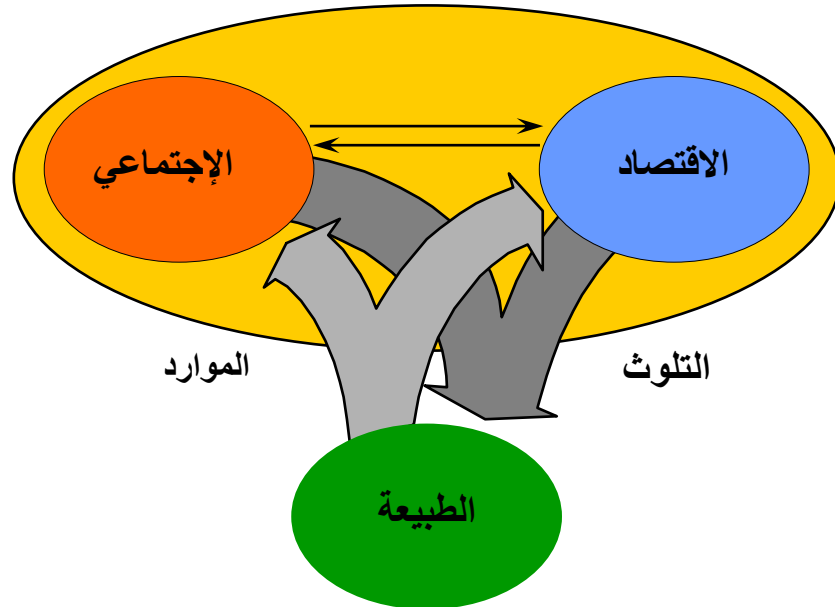 الإجتماعي
الاقتصاد
الموارد
التلوث
الطبيعة